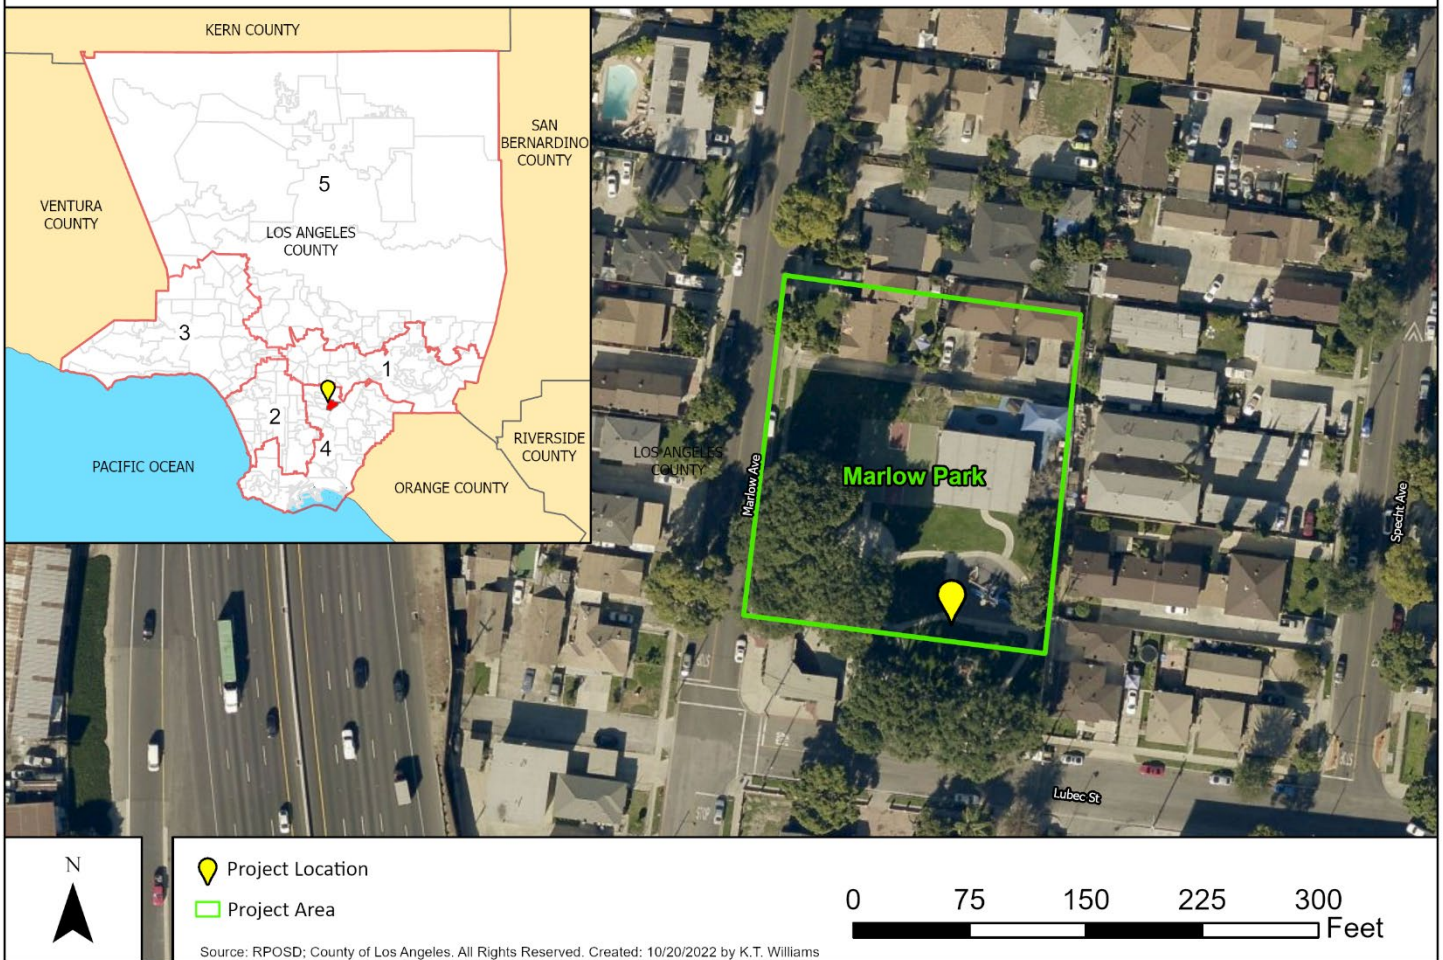 KERN COUNTY
SAN
BERNARDINO
COUNTY
VENTURA
COUNTY
5
LOS ANGELES
COUNTY
3
1
2
4
PACIFIC OCEAN
RIVERSIDE
COUNTY
ORANGE COUNTY
LOS ANGELES
COUNTY
Marlow Ave
Marlow Park
Specht Ave
Lubec St
STOP
STOP
STOP
N
Project Location
Project Area
Source: RPOSD; County of Los Angeles. All Rights Reserved. Created: 10/20/2022 by K.T. Williams
0 75 150 225 300
Feet